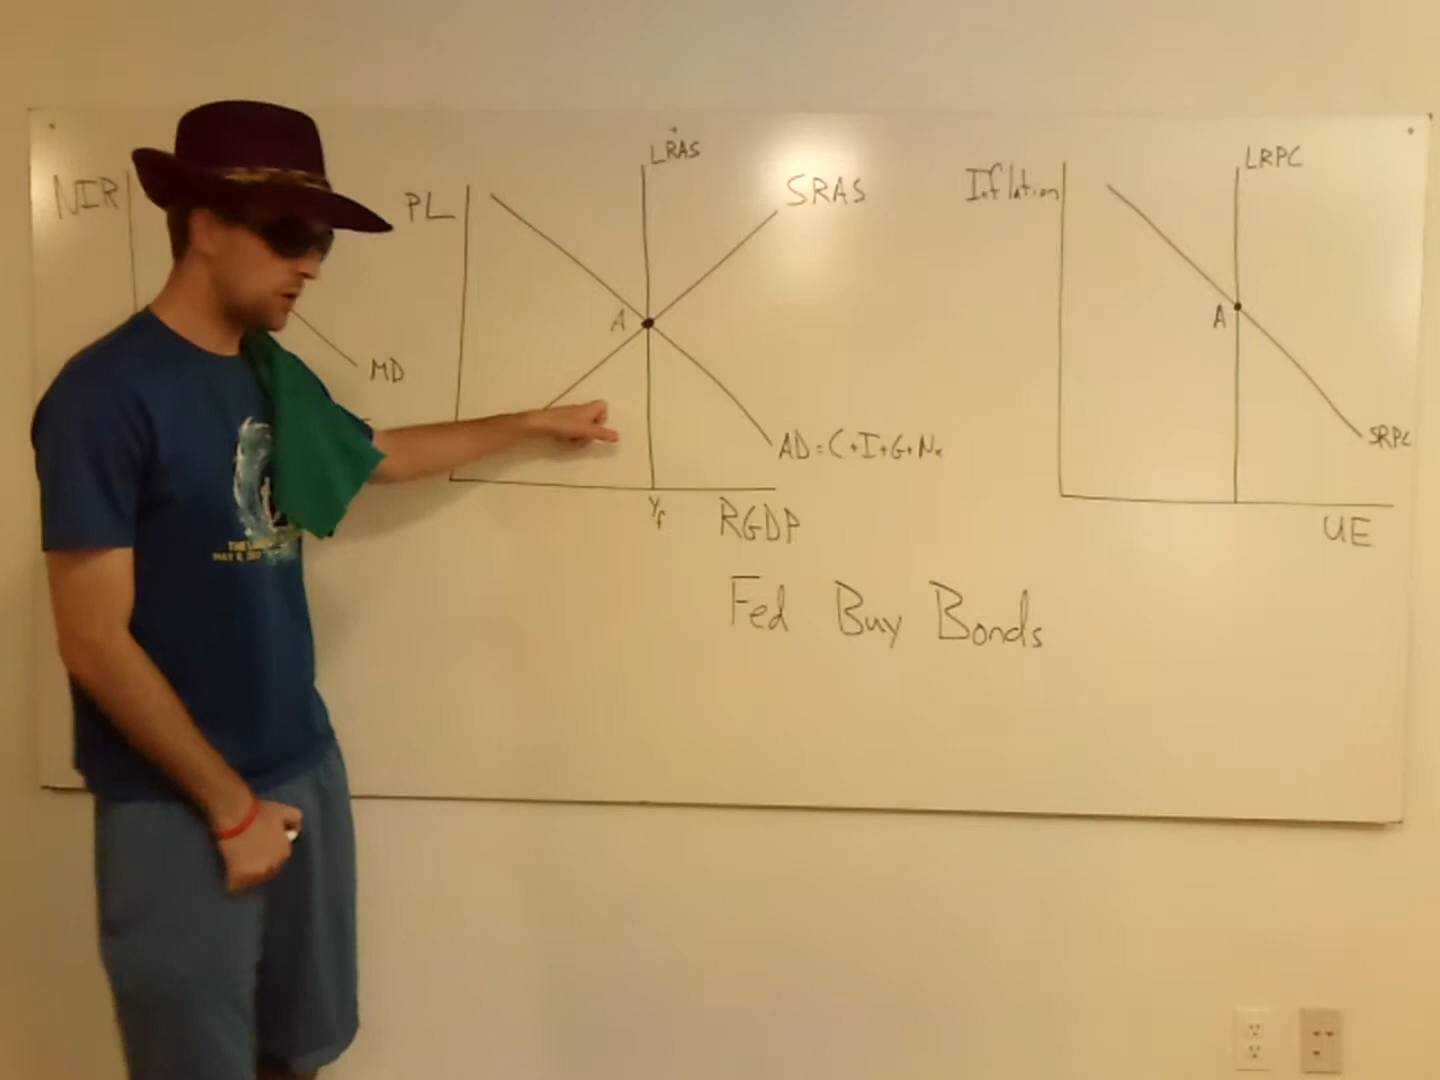 NIR
MD
PL
LRAS
SRAS
A
AD = C+I+G+Nx
Yf
RGDP
Inflation
LRPC
A
SRPC
UE
Fed Buy Bonds